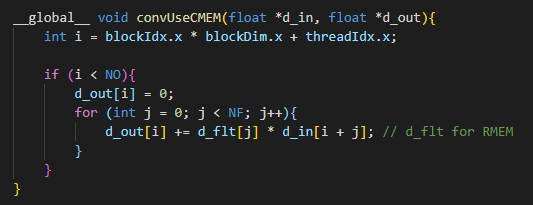 __global__ void convUseCMEM(float *d_in, float *d_out){
    int i = blockIdx.x * blockDim.x + threadIdx.x;

    if (i < NO){
        d_out[i] = 0;
        for (int j = 0; j < NF; j++){
            d_out[i] += d_flt[j] * d_in[i + j]; // d_flt for RMEM
        }
    }
}